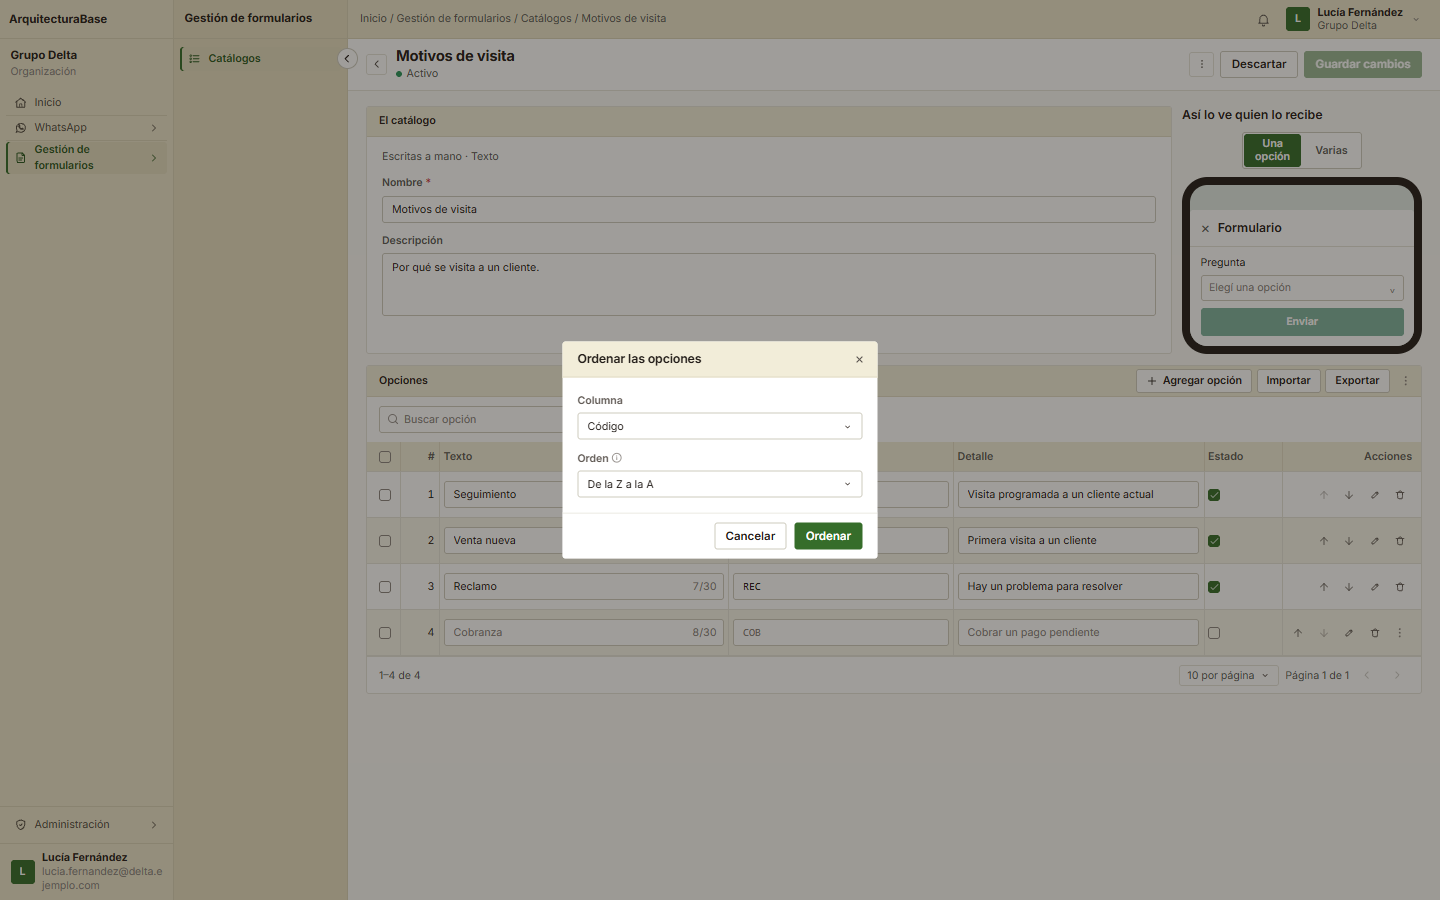 ArquitecturaBase
Gestión de formularios
Inicio / Gestión de formularios / Catálogos / Motivos de visita
L
Lucía Fernández
Grupo Delta
Grupo Delta
Organización
Catálogos
Motivos de visita
Activo
Descartar
Guardar cambios
Inicio
WhatsApp
Gestión de
formularios
El catálogo
Así lo ve quien lo recibe
Escritas a mano · Texto
Una
opción
Varias
Nombre *
Motivos de visita
Descripción
Por qué se visita a un cliente.
Formulario
Pregunta
Elegí una opción
Enviar
Ordenar las opciones
Columna
Código
Orden
De la Z a la A
Cancelar
Ordenar
Opciones
Agregar opción
Importar
Exportar
Buscar opción
# Texto Detalle Estado Acciones
1 Seguimiento Visita programada a un cliente actual
2 Venta nueva Primera visita a un cliente
3 Reclamo 7/30 REC Hay un problema para resolver
4 Cobranza 8/30 COB Cobrar un pago pendiente
1–4 de 4
10 por página
Página 1 de 1
Administración
L
Lucía Fernández
lucia.fernandez@delta.e
jemplo.com